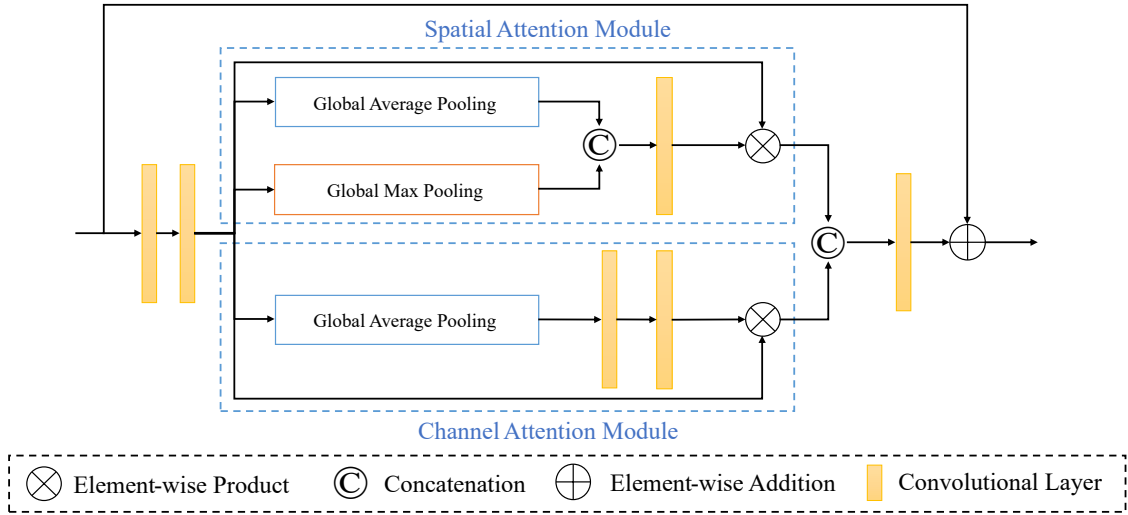 Spatial Attention Module
Global Average Pooling
C
Global Max Pooling
C
Global Average Pooling
Channel Attention Module
Element-wise Product
C
Concatenation
Element-wise Addition
Convolutional Layer